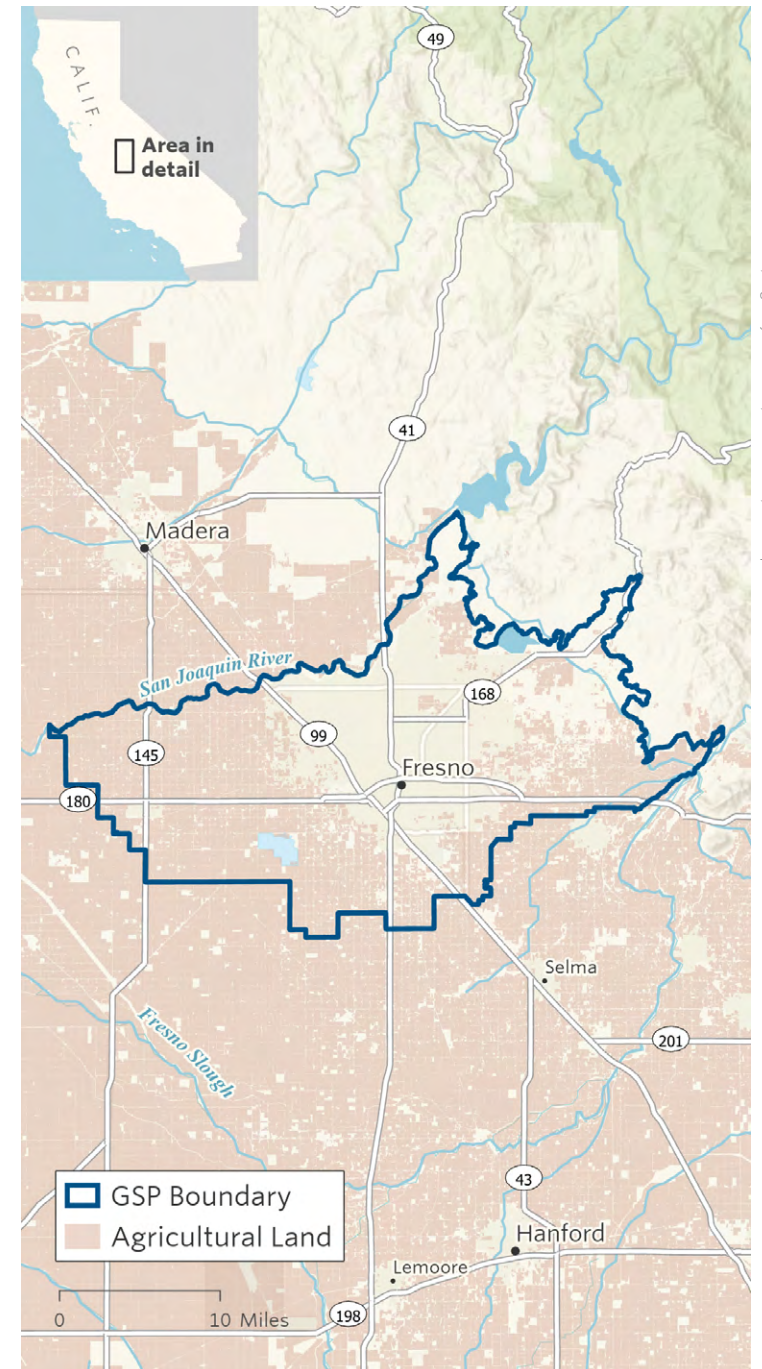 CALIF.
Area in
detail
49
41
Madera
San Joaquin River
168
99
145
Fresno
180
Selma
Fresno Slough
201
43
GSP Boundary
Agricultural Land
Hanford
Lemoore
0
10 Miles
198